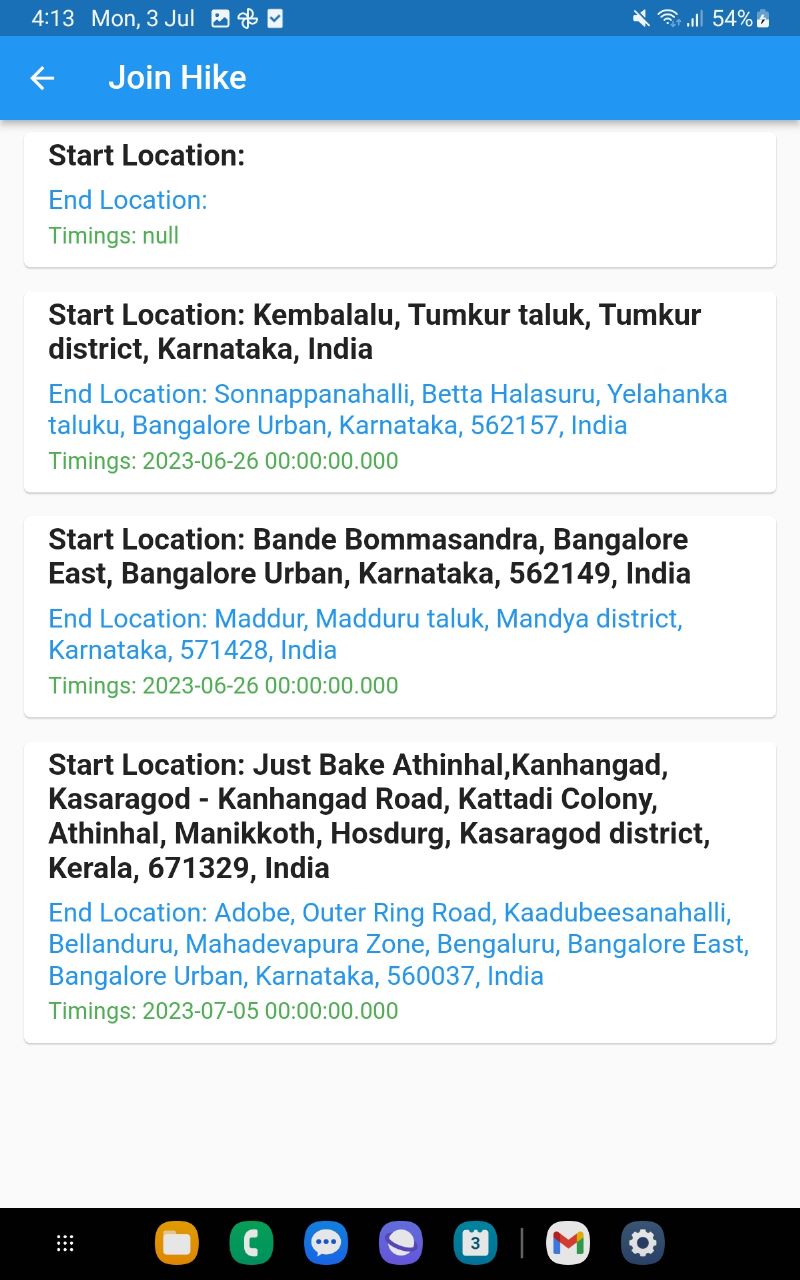 4:13 Mon, 3 Jul 54%
Join Hike
Start Location:
End Location:
Timings: null
Start Location: Kembalalu, Tumkur taluk, Tumkur
district, Karnataka, India
End Location: Sonnappanahalli, Betta Halasuru, Yelahanka
taluku, Bangalore Urban, Karnataka, 562157, India
Timings: 2023-06-26 00:00:00.000
Start Location: Bande Bommasandra, Bangalore
East, Bangalore Urban, Karnataka, 562149, India
End Location: Maddur, Madduru taluk, Mandya district,
Karnataka, 571428, India
Timings: 2023-06-26 00:00:00.000
Start Location: Just Bake Athinhal,Kanhangad,
Kasaragod - Kanhangad Road, Kattadi Colony,
Athinhal, Manikkoth, Hosdurg, Kasaragod district,
Kerala, 671329, India
End Location: Adobe, Outer Ring Road, Kaadubeesanahalli,
Bellanduru, Mahadevapura Zone, Bengaluru, Bangalore East,
Bangalore Urban, Karnataka, 560037, India
Timings: 2023-07-05 00:00:00.000
3